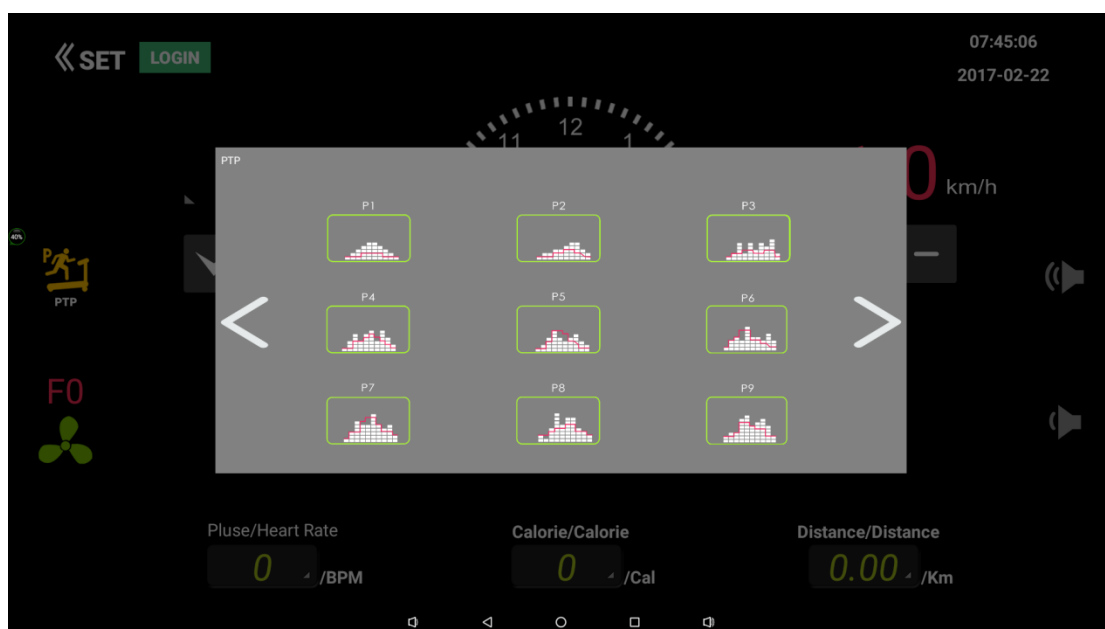 SET LOGIN
07:45:06
2017-02-22
11 12 1
PTP
0 km/h
P1 P2 P3
40%
P
PTP
P4 P5 P6
F0
P7 P8 P9
Pluse/Heart Rate Calorie/Calorie Distance/Distance
0 /BPM 0 /Cal 0.00 /Km